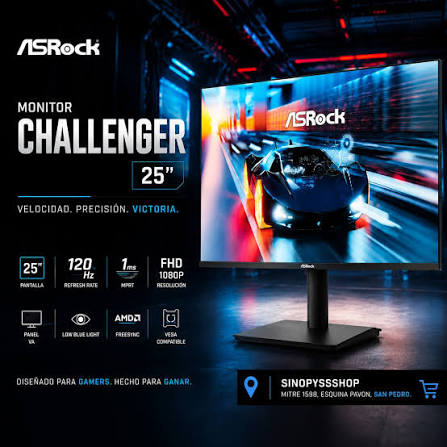 ASRock
MONITOR
CHALLENGER
25"
VELOCIDAD. PRECISIÓN. VICTORIA.
25"
PANTALLA
120 Hz
REFRESH RATE
1ms
MPRT
FHD
1080P
RESOLUCIÓN
PANEL
VA
LOW BLUE LIGHT
AMD
FREESYNC
VESA
COMPATIBLE
DISEÑADO PARA GAMERS. HECHO PARA GANAR.
ASRock
ASRock
SINOPYSSSHOP
MITRE 1598, ESQUINA PAVON, SAN PEDRO.